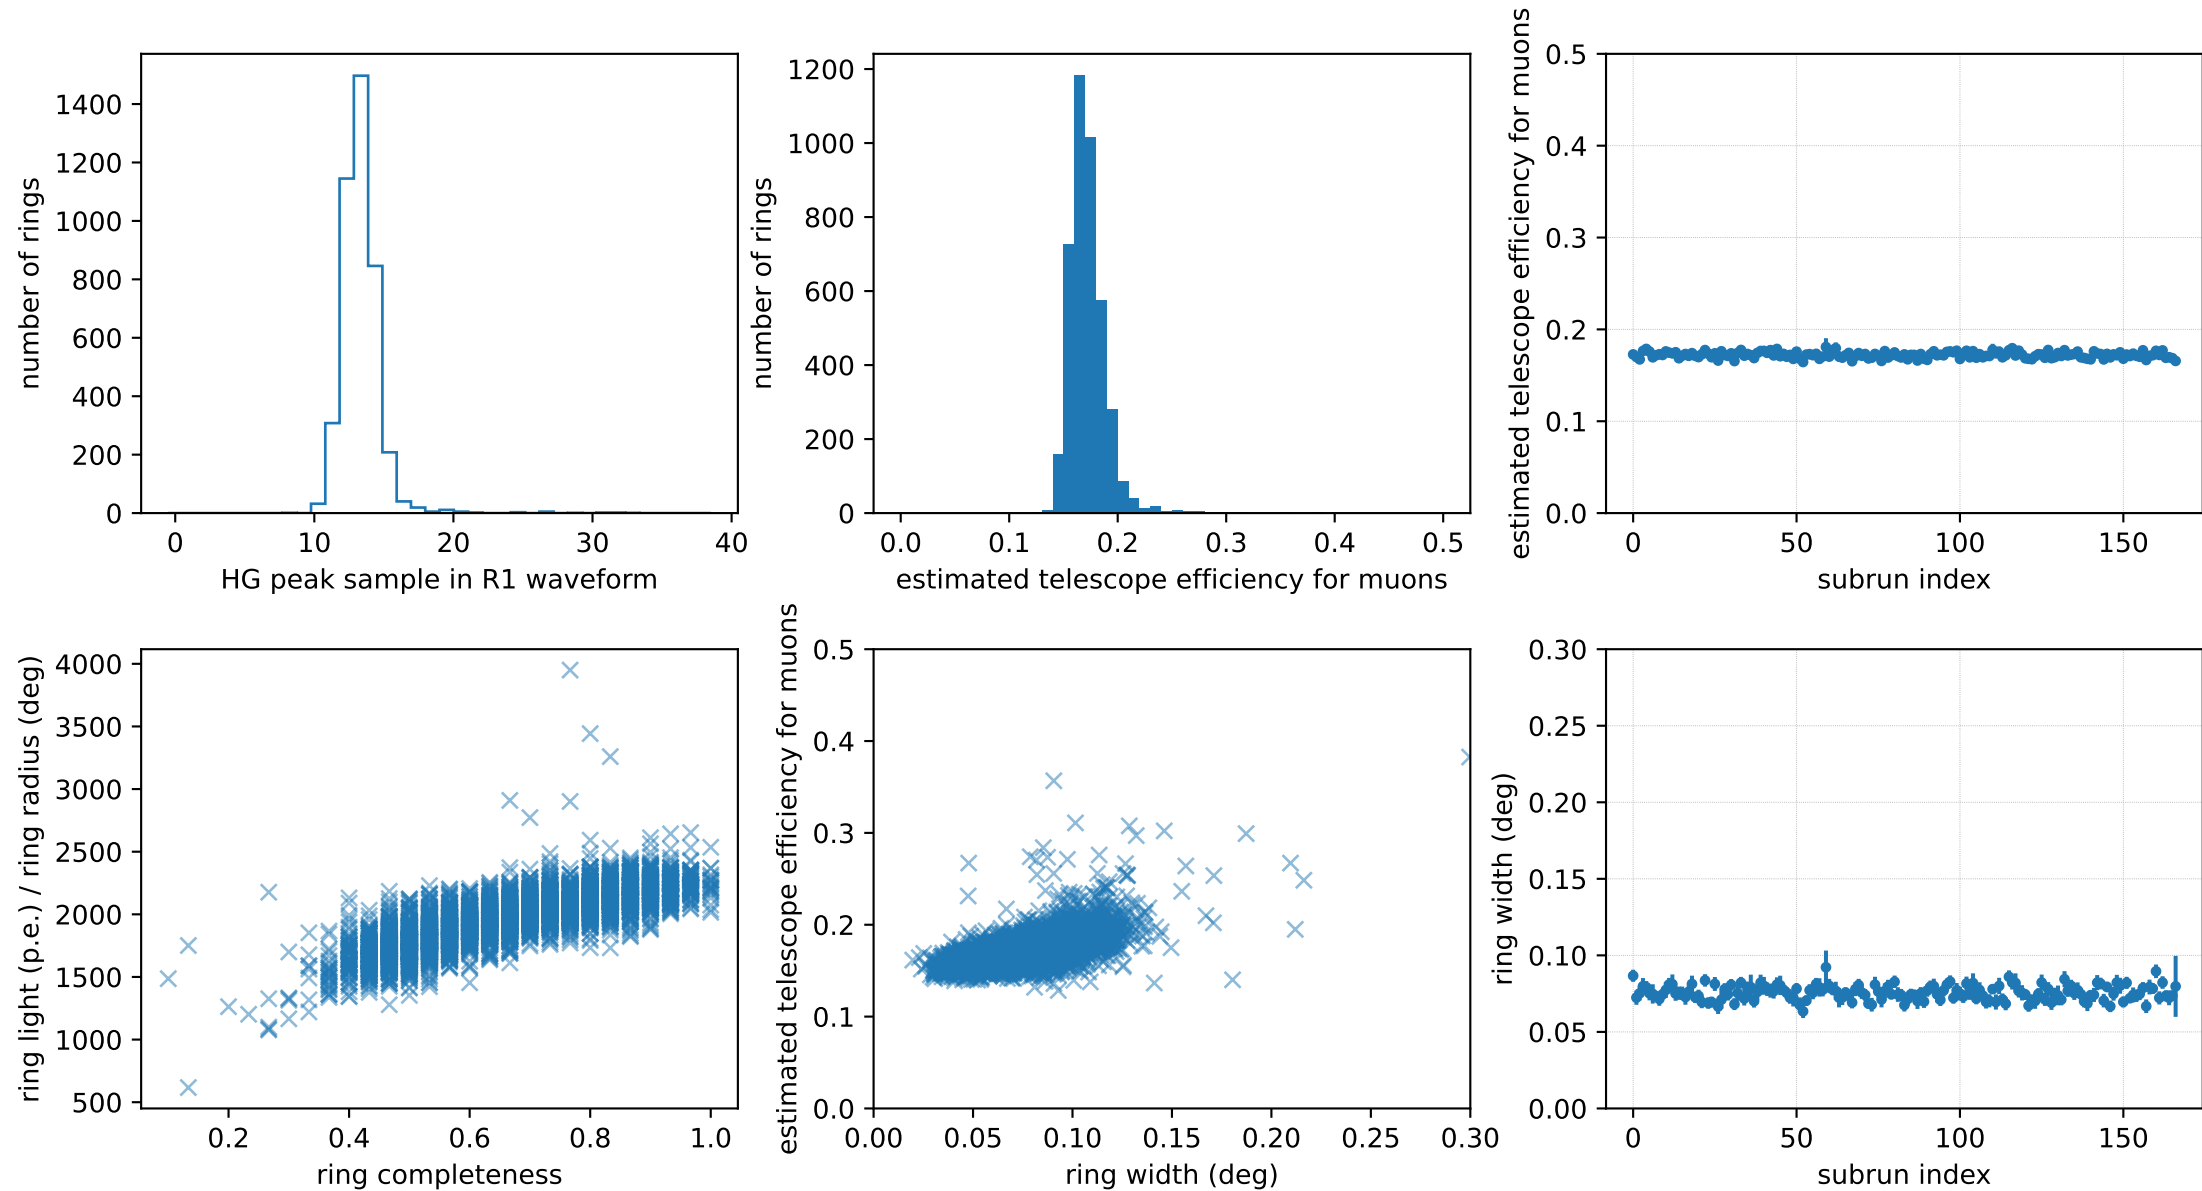 number of rings
1400
1200
1000
800
600
400
200
0
0 10 20 30 40
HG peak sample in R1 waveform
number of rings
1200
1000
800
600
400
200
0
0.0 0.1 0.2 0.3 0.4 0.5
estimated telescope efficiency for muons
estimated telescope efficiency for muons
0.5
0.4
0.3
0.2
0.1
0.0
0 50 100 150
subrun index
ring light (p.e.) / ring radius (deg)
4000
3500
3000
2500
2000
1500
1000
500
0.2 0.4 0.6 0.8 1.0
ring completeness
estimated telescope efficiency for muons
0.5
0.4
0.3
0.2
0.1
0.0
0.00 0.05 0.10 0.15 0.20 0.25 0.30
ring width (deg)
ring width (deg)
0.30
0.25
0.20
0.15
0.10
0.05
0.00
0 50 100 150
subrun index